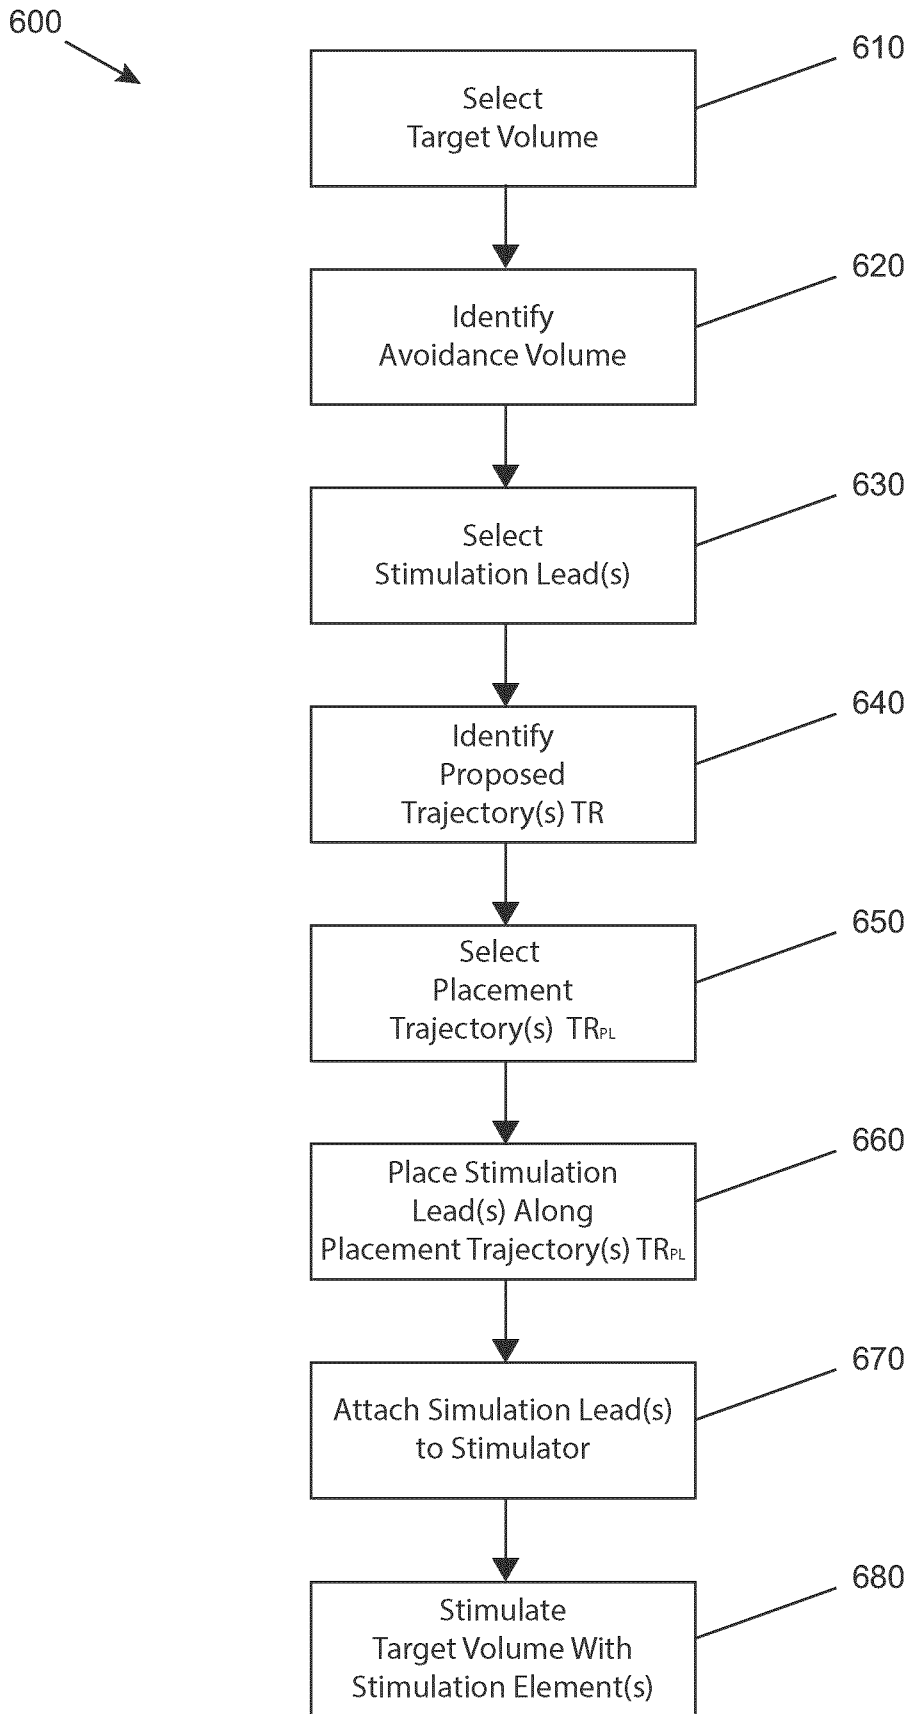 600
610
Select
Target Volume
620
Identify
Avoidance Volume
630
Select
Stimulation Lead(s)
640
Identify
Proposed
Trajectory(s) TR
650
Select
Placement
Trajectory(s) TRPL
660
Place Stimulation
Lead(s) Along
Placement Trajectory(s) TRPL
670
Attach Simulation Lead(s)
to Stimulator
680
Stimulate
Target Volume With
Stimulation Element(s)